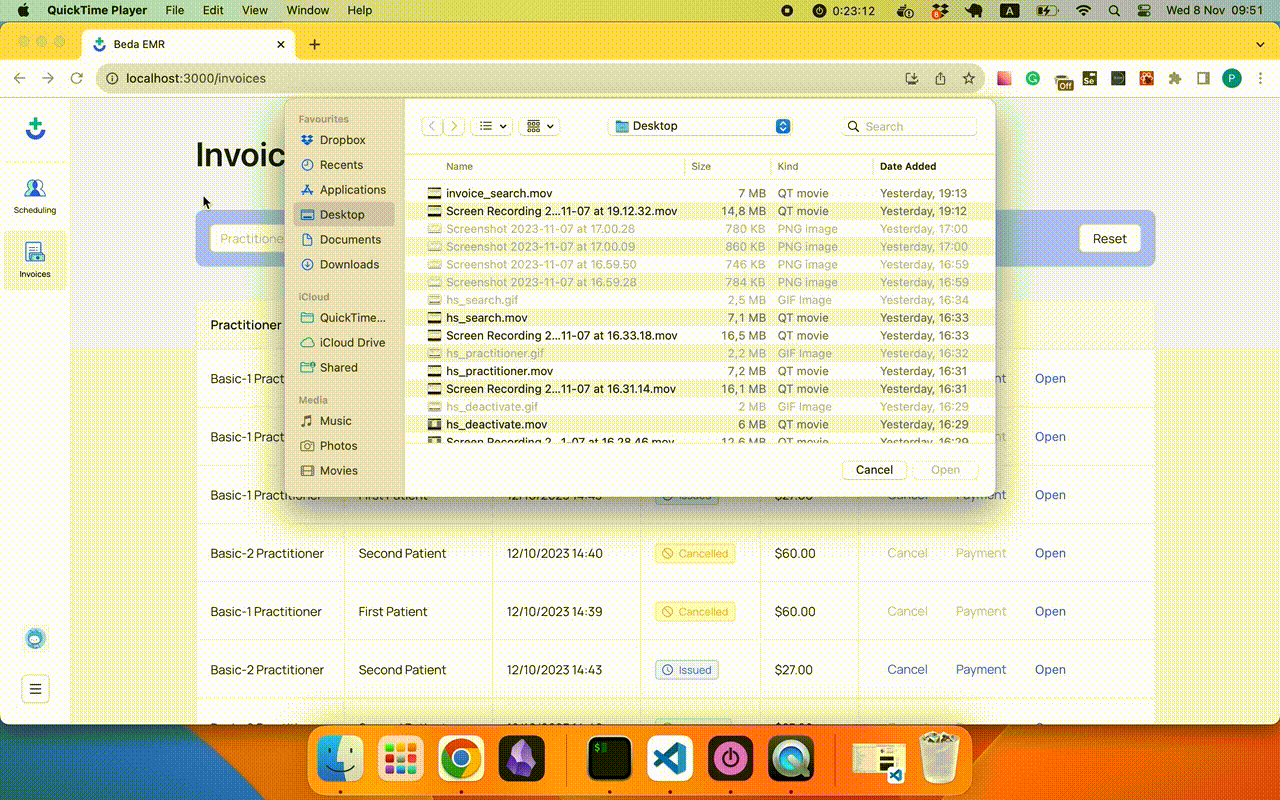 QuickTime Player File Edit View Window Help 0:23:12 A Wed 8 Nov 09:51
Beda EMR
localhost:3000/invoices
Off
Se
P
Scheduling
Invoices
Invoic
Practitione
Reset
Favourites
Dropbox
Recents
Applications
Desktop
Documents
Downloads
iCloud
QuickTime...
iCloud Drive
Shared
Media
Music
Photos
Movies
Desktop
Search
Name Size Kind Date Added
invoice_search.mov 7 MB QT movie Yesterday, 19:13
Screen Recording 2...11-07 at 19.12.32.mov 14,8 MB QT movie Yesterday, 19:12
Screenshot 2023-11-07 at 17.00.28 780 KB PNG image Yesterday, 17:00
Screenshot 2023-11-07 at 17.00.09 860 KB PNG image Yesterday, 17:00
Screenshot 2023-11-07 at 16.59.50 746 KB PNG image Yesterday, 16:59
Screenshot 2023-11-07 at 16.59.28 784 KB PNG image Yesterday, 16:59
hs_search.gif 2,5 MB GIF Image Yesterday, 16:34
hs_search.mov 7,1 MB QT movie Yesterday, 16:33
Screen Recording 2...11-07 at 16.33.18.mov 16,5 MB QT movie Yesterday, 16:33
hs_practitioner.gif 2,2 MB GIF Image Yesterday, 16:32
hs_practitioner.mov 7,2 MB QT movie Yesterday, 16:31
Screen Recording 2...11-07 at 16.31.14.mov 16,1 MB QT movie Yesterday, 16:31
hs_deactivate.gif 2 MB GIF Image Yesterday, 16:29
hs_deactivate.mov 6 MB QT movie Yesterday, 16:29
Screen Recording 2...1-07 at 16.28.46.mov 12,6 MB QT movie Yesterday, 16:29
Cancel Open
Practitioner
Basic-1 Pract nt Open
Basic-1 Pract Open
Basic-1 Practitioner First Patient 12/10/2023 14:43 Issued $27.00 Cancel Payment Open
Basic-2 Practitioner Second Patient 12/10/2023 14:40 Cancelled $60.00 Cancel Payment Open
Basic-1 Practitioner First Patient 12/10/2023 14:39 Cancelled $60.00 Cancel Payment Open
Basic-2 Practitioner Second Patient 12/10/2023 14:43 Issued $27.00 Cancel Payment Open